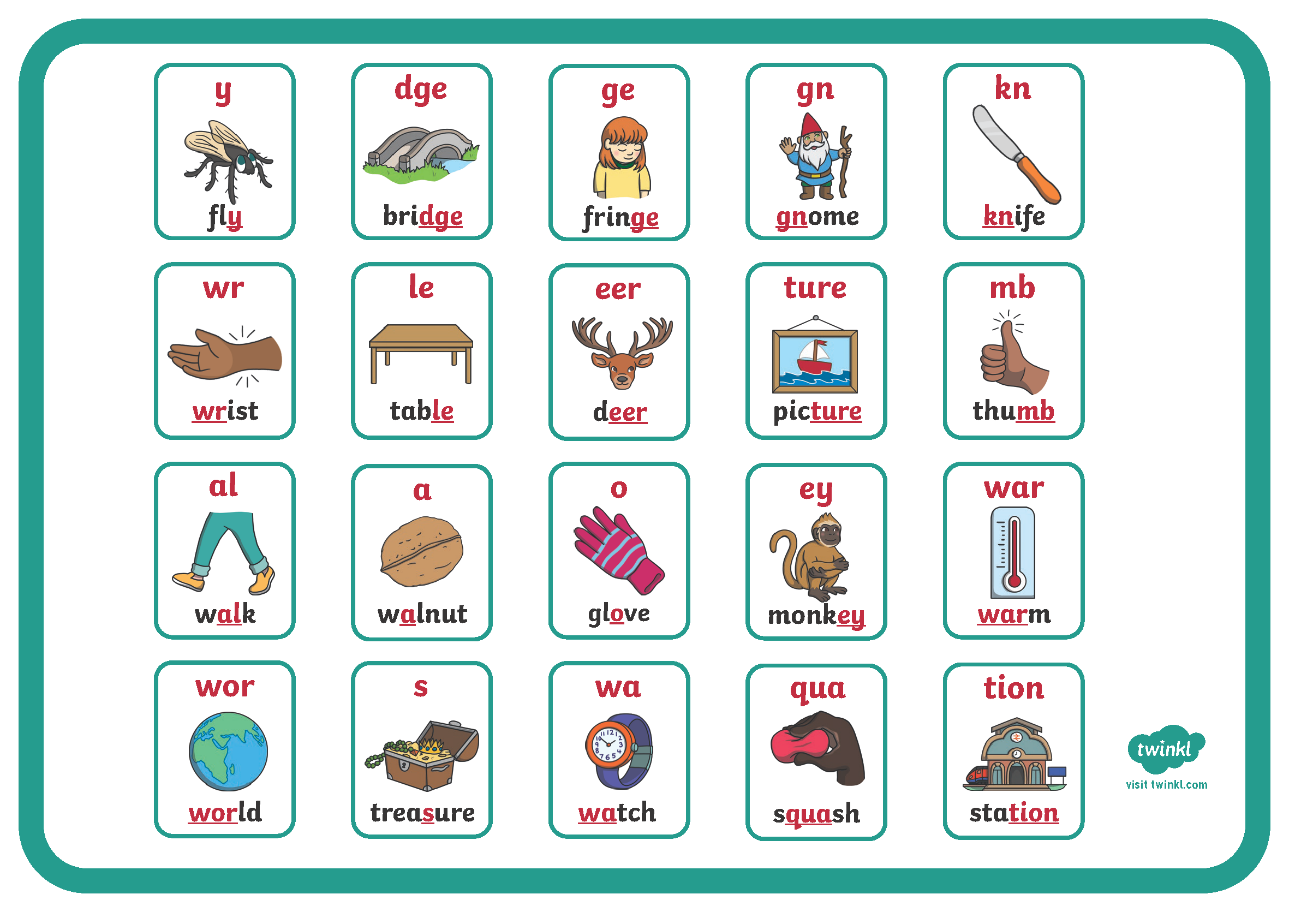 y
fly
dge
bridge
ge
fringe
gn
gnome
kn
knife
wr
wrist
le
table
eer
deer
ture
picture
mb
thumb
al
walk
a
walnut
o
glove
ey
monkey
war
warm
wor
world
s
treasure
wa
watch
qua
squash
tion
station
twinkl
visit twinkl.com